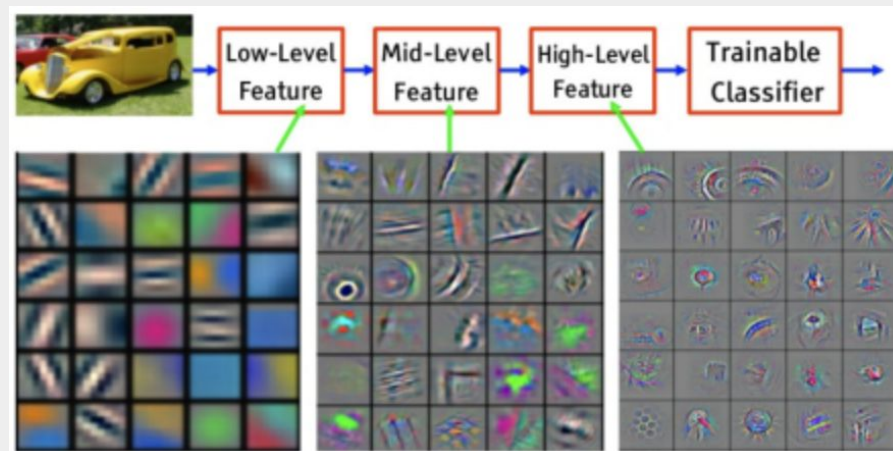 Low-Level
Feature
Mid-Level
Feature
High-Level
Feature
Trainable
Classifier